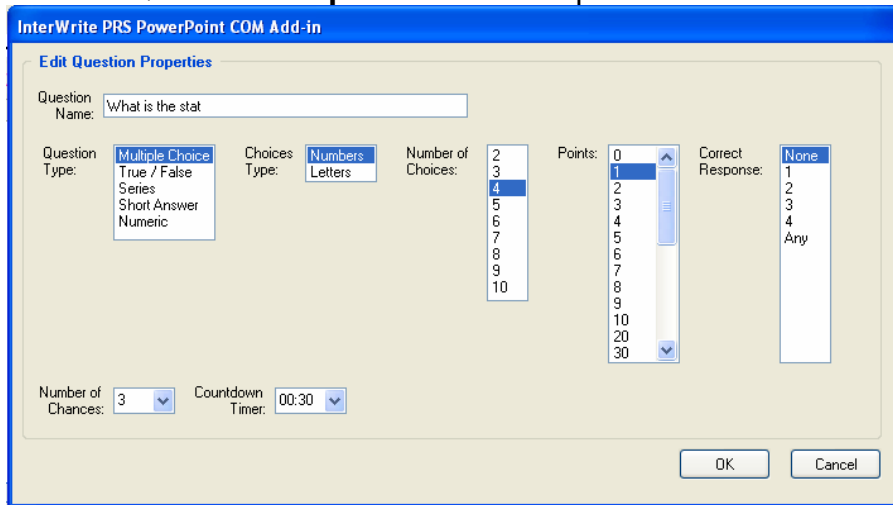 InterWrite PRS PowerPoint COM Add-in
Edit Question Properties
Question Name:
What is the stat
Question Type:
Multiple Choice
True / False
Series
Short Answer
Numeric
Choices Type:
Numbers
Letters
Number of Choices:
2
3
4
5
6
7
8
9
10
Points:
0
1
2
3
4
5
6
7
8
9
10
20
30
Correct Response:
None
1
2
3
4
Any
Number of Chances:
3
Countdown Timer:
00:30
OK
Cancel